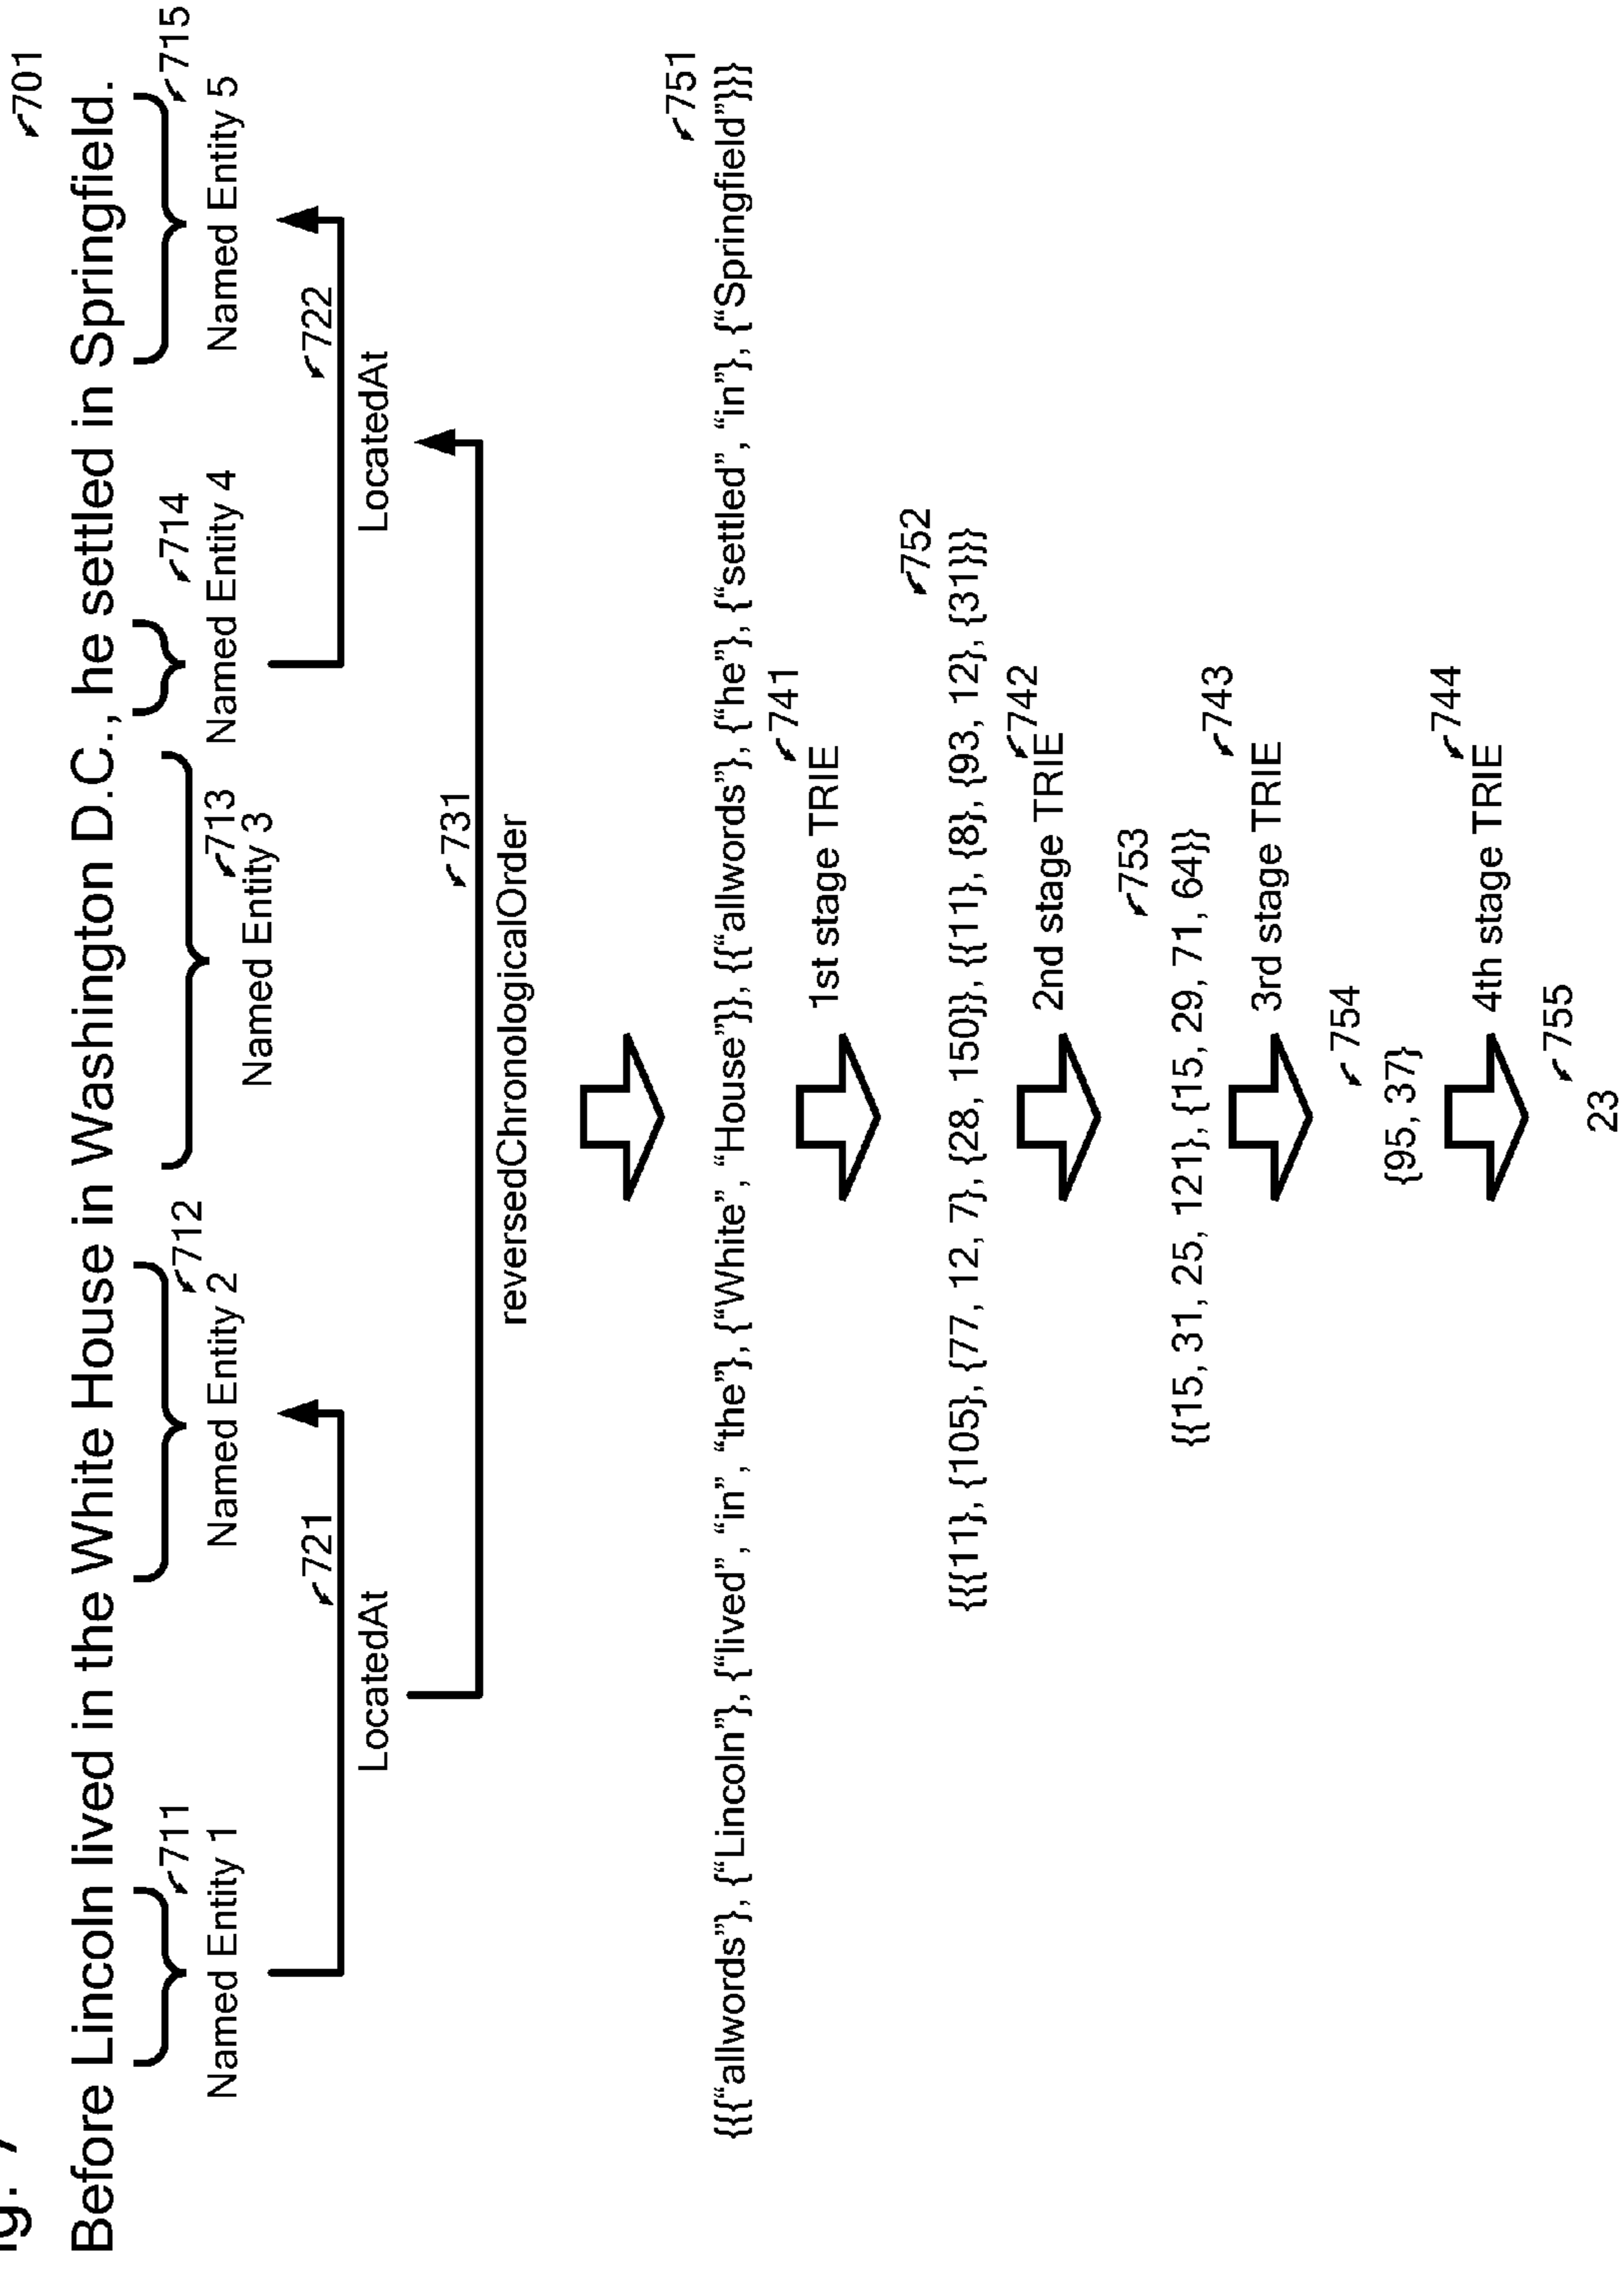 ig. 7
701
Before Lincoln lived in the White House in Washington D.C., he settled in Springfield.
711 712 713 714 715
Named Entity 1 Named Entity 2 Named Entity 3 Named Entity 4 Named Entity 5
721 722
LocatedAt LocatedAt
731
reversedChronologicalOrder
751
{{{“allwords”}, {“Lincoln”}, {“lived”, “in”, “the”}, {“White”, “House”}}, {{“allwords”}, {“he”}, {“settled”, “in”}, {“Springfield”}}}
741
1st stage TRIE
752
{{{11}, {105}, {77, 12, 7}, {28, 150}}, {{11}, {8}, {93, 12}, {31}}}
742
2nd stage TRIE
753
{{15, 31, 25, 121}, {15, 29, 71, 64}}
743
3rd stage TRIE
754
{95, 37}
744
4th stage TRIE
755
23